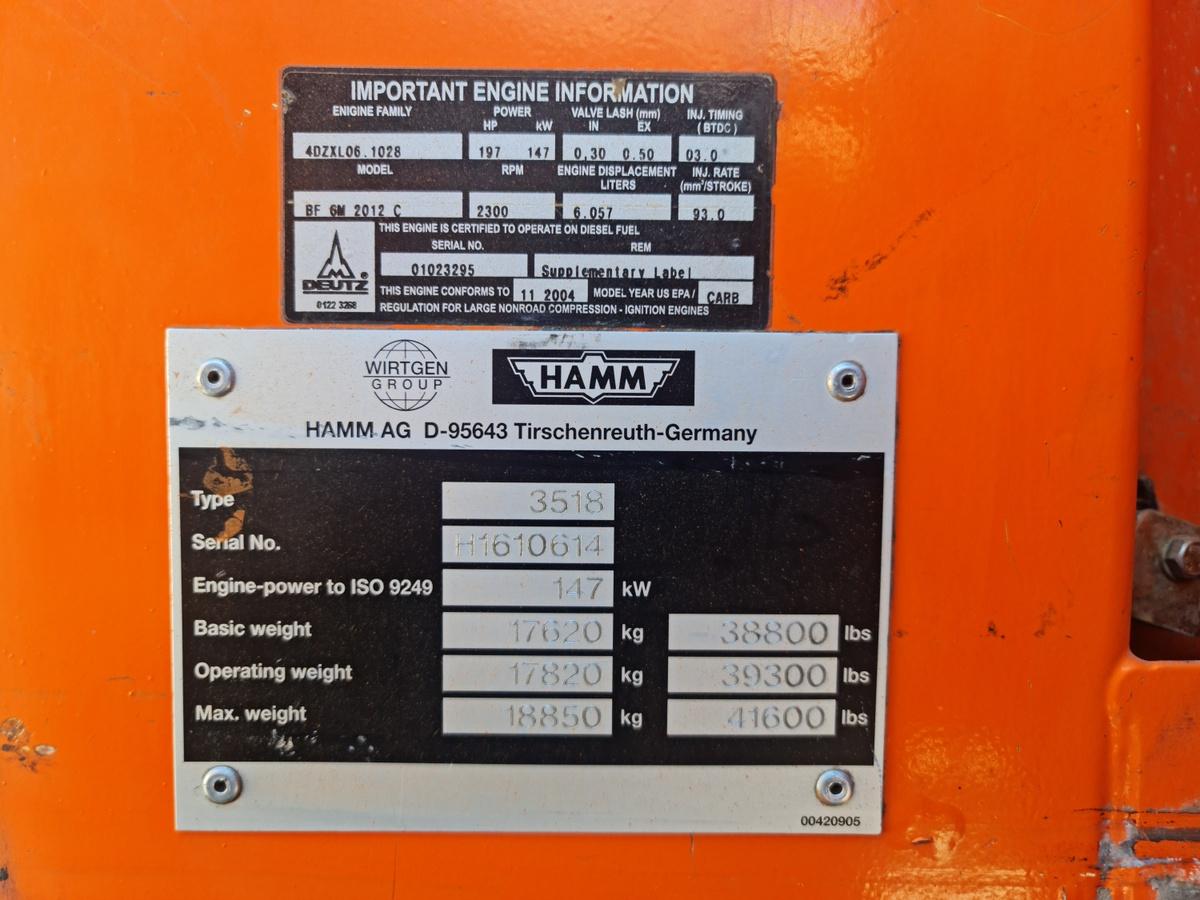 IMPORTANT ENGINE INFORMATION
ENIGINE FAMILY POWER VALVE LASH (mm) INJ. TIMING
HP kW IN EX (BTDC)
4DZXL06.1028 197 147 0,30 0.50 03.0
MODEL RPM ENGINE DISPLACEMENT INJ. RATE
LITERS (mm³/STROKE)
BF 6M 2012 C 2300 6.057 93.0
THIS ENGINE IS CERTIFIED TO OPERATE ON DIESEL FUEL
SERIAL NO. REM
01023295 Supplementary Label
DEUTZ®
THIS ENGINE CONFORMS TO 11 2004 MODEL YEAR US EPA / CARB
0122 3268 REGULATION FOR LARGE NONROAD COMPRESSION - IGNITION ENGINES
WIRTGEN
GROUP
HAMM
HAMM AG D-95643 Tirschenreuth-Germany
Type 3518
Serial No. H1610614
Engine-power to ISO 9249 147 kW
Basic weight 17620 kg 38800 lbs
Operating weight 17820 kg 39300 lbs
Max. weight 18850 kg 41600 lbs
00420905